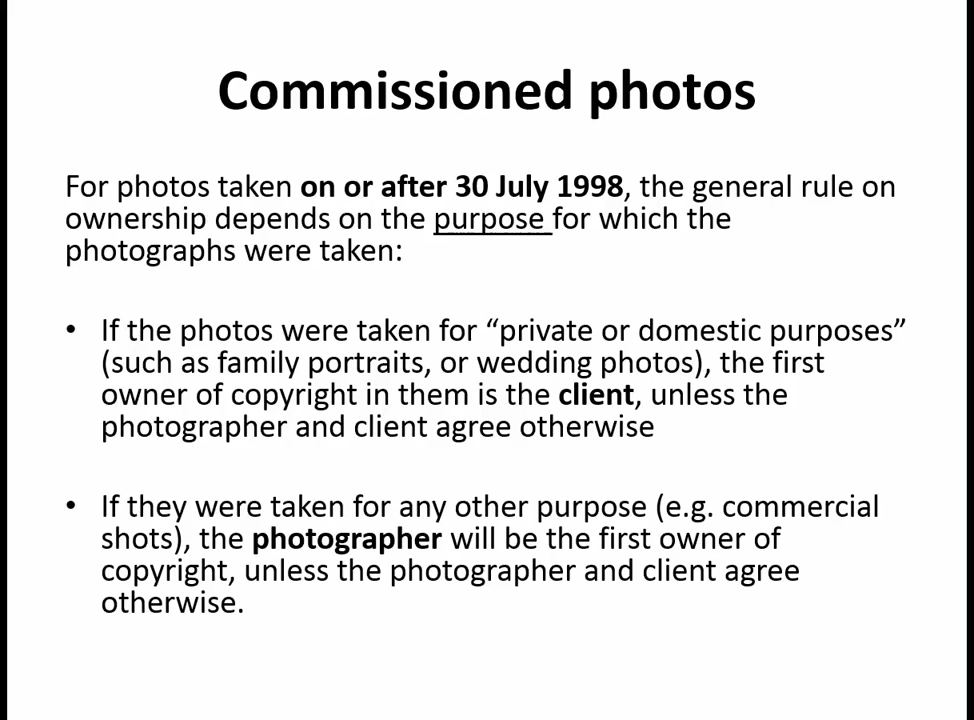 Commissioned photos
For photos taken on or after 30 July 1998, the general rule on
ownership depends on the purpose for which the
photographs were taken:
• If the photos were taken for “private or domestic purposes”
(such as family portraits, or wedding photos), the first
owner of copyright in them is the client, unless the
photographer and client agree otherwise
• If they were taken for any other purpose (e.g. commercial
shots), the photographer will be the first owner of
copyright, unless the photographer and client agree
otherwise.